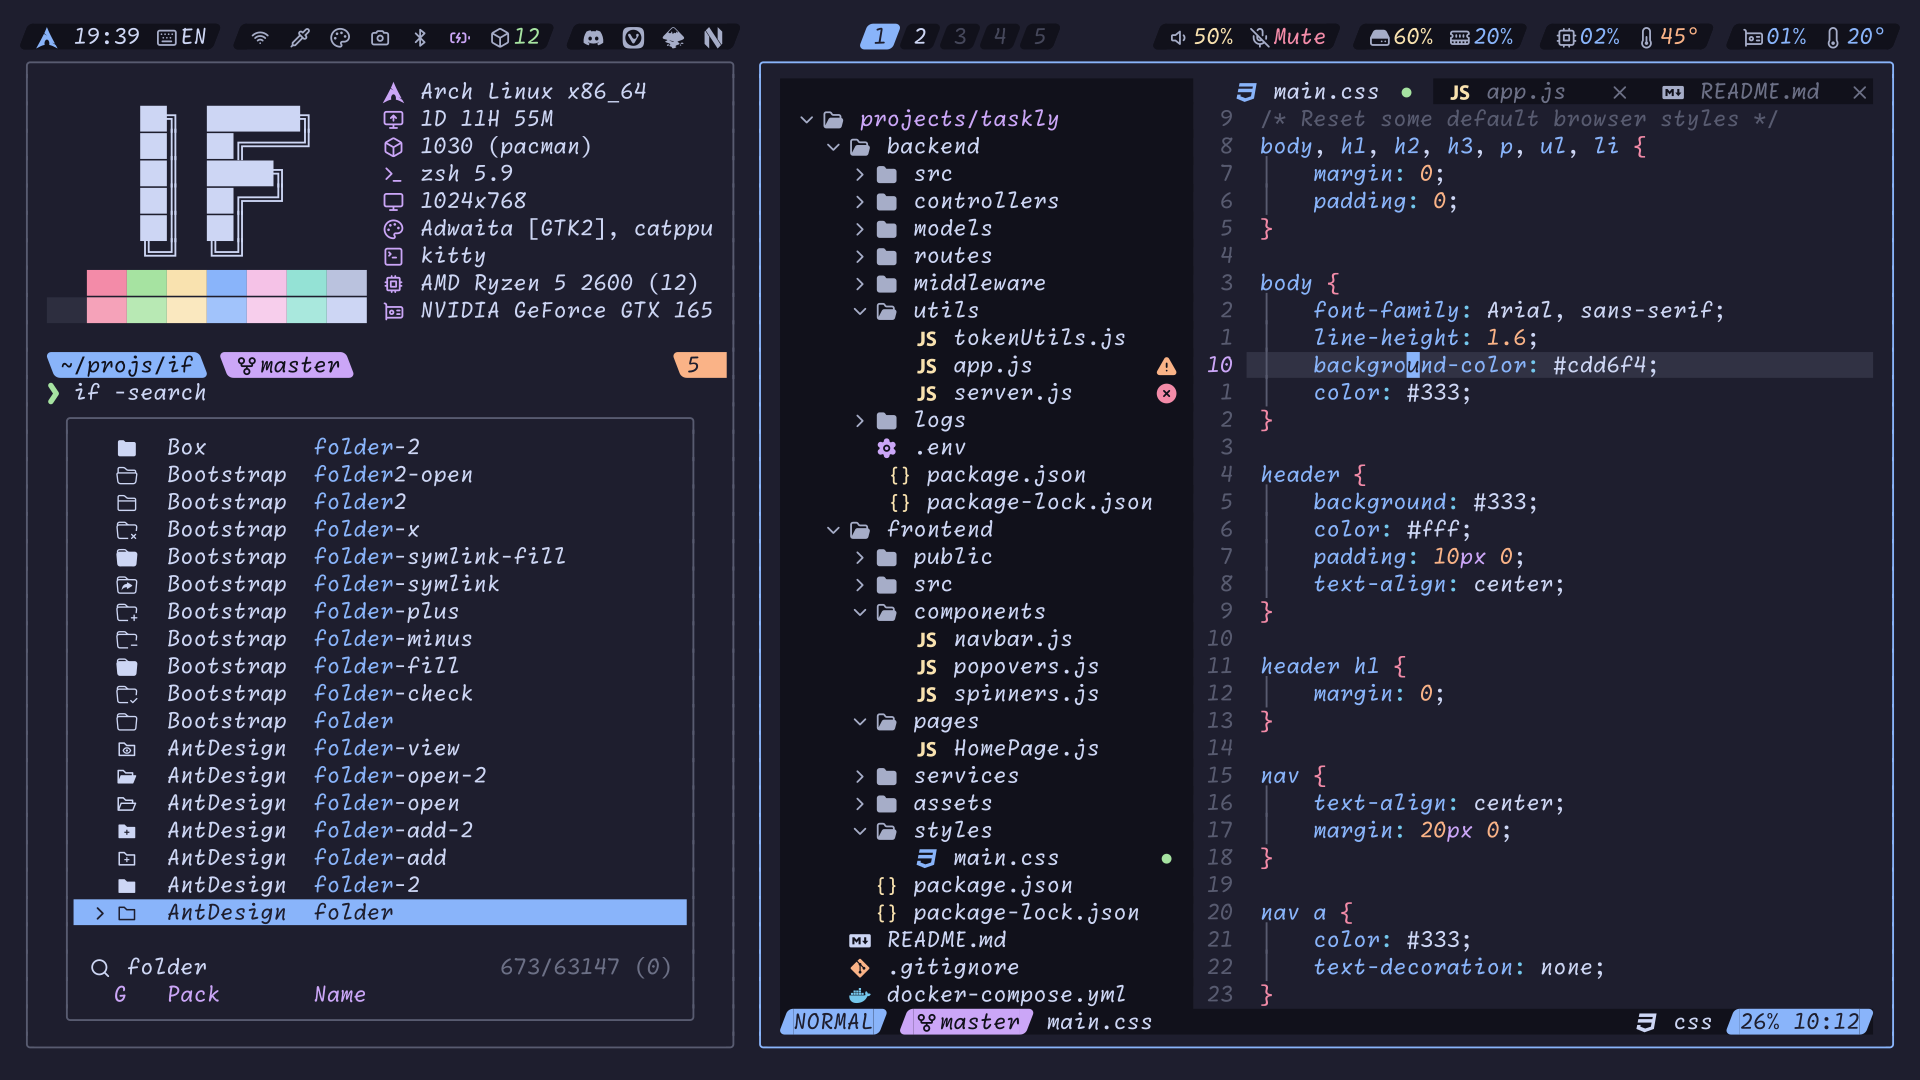 19:39 EN 12
1 2 3 4 5
50% Mute 60% 20% 02% 45° 01% 20°
IF
Arch Linux x86_64
1D 11H 55M
1030 (pacman)
zsh 5.9
1024x768
Adwaita [GTK2], catppu
kitty
AMD Ryzen 5 2600 (12)
NVIDIA GeForce GTX 165
~/projs/if master 5
❯ if -search
Box folder-2
Bootstrap folder2-open
Bootstrap folder2
Bootstrap folder-x
Bootstrap folder-symlink-fill
Bootstrap folder-symlink
Bootstrap folder-plus
Bootstrap folder-minus
Bootstrap folder-fill
Bootstrap folder-check
Bootstrap folder
AntDesign folder-view
AntDesign folder-open-2
AntDesign folder-open
AntDesign folder-add-2
AntDesign folder-add
AntDesign folder-2
> AntDesign folder
folder 673/63147 (0)
G Pack Name
projects/taskly
backend
src
controllers
models
routes
middleware
utils
JS tokenUtils.js
JS app.js
JS server.js
logs
.env
{} package.json
{} package-lock.json
frontend
public
src
components
JS navbar.js
JS popovers.js
JS spinners.js
pages
JS HomePage.js
services
assets
styles
main.css
{} package.json
{} package-lock.json
README.md
.gitignore
docker-compose.yml
main.css JS app.js README.md
9 /* Reset some default browser styles */
8 body, h1, h2, h3, p, ul, li {
7 margin: 0;
6 padding: 0;
5 }
4
3 body {
2 font-family: Arial, sans-serif;
1 line-height: 1.6;
10 background-color: #cdd6f4;
1 color: #333;
2 }
3
4 header {
5 background: #333;
6 color: #fff;
7 padding: 10px 0;
8 text-align: center;
9 }
10
11 header h1 {
12 margin: 0;
13 }
14
15 nav {
16 text-align: center;
17 margin: 20px 0;
18 }
19
20 nav a {
21 color: #333;
22 text-decoration: none;
23 }
NORMAL master main.css css 26% 10:12